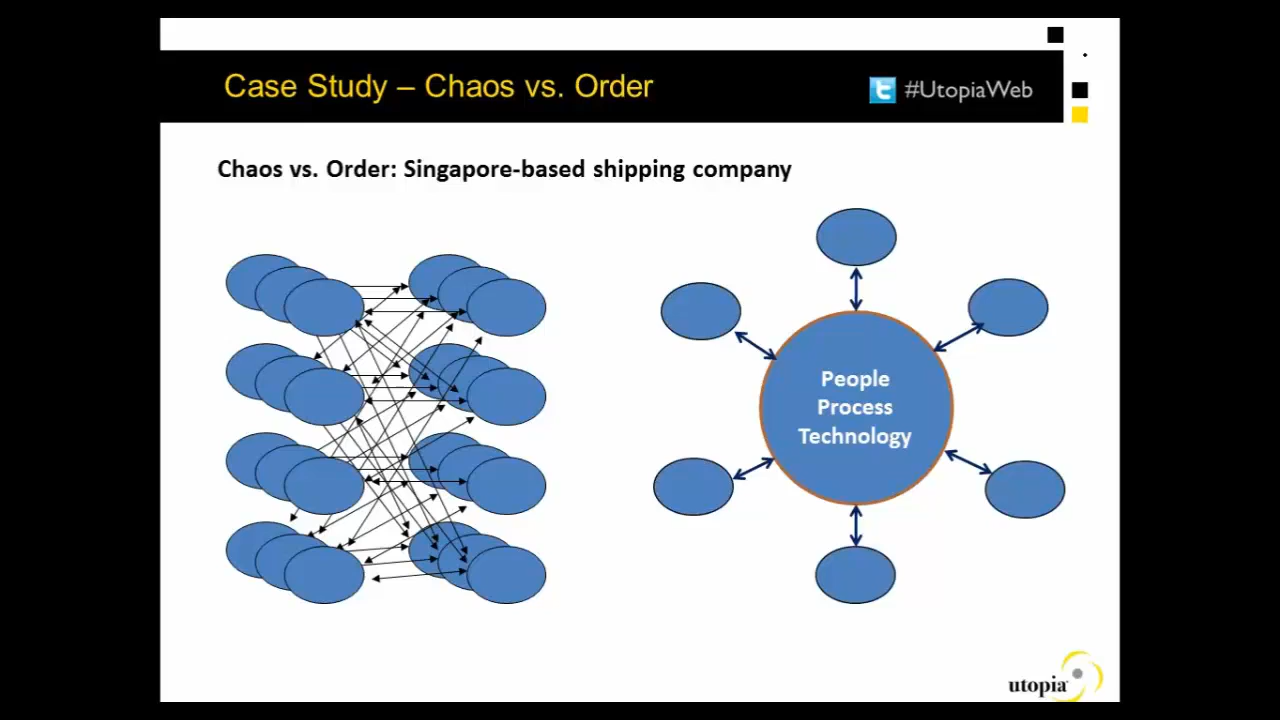 Case Study – Chaos vs. Order
#UtopiaWeb
Chaos vs. Order: Singapore-based shipping company
People
Process
Technology
utopia